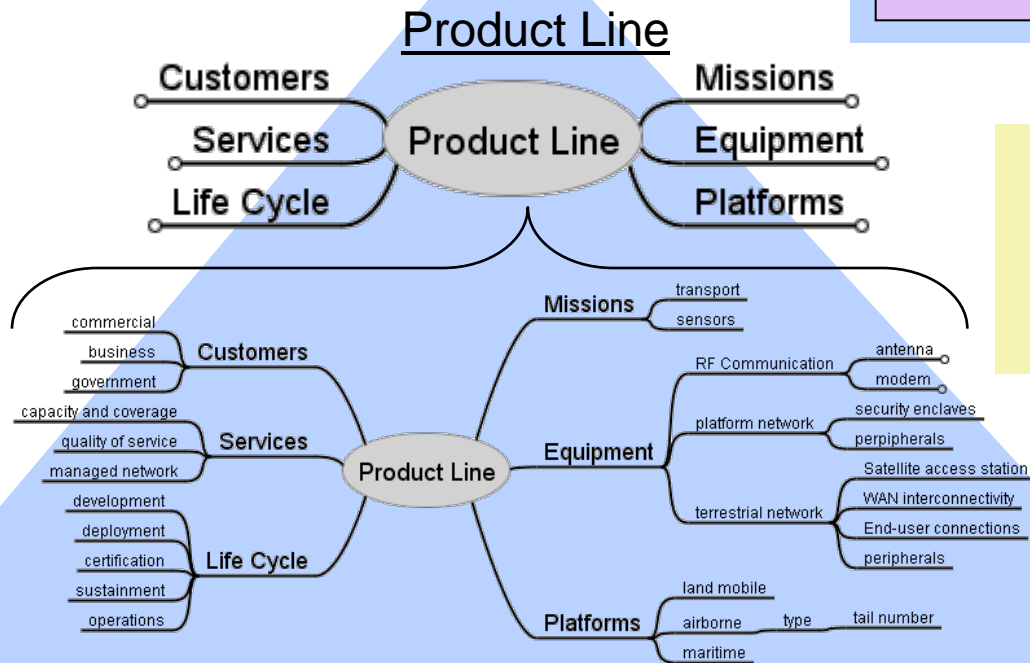 Product Line
Customers
Services
Life Cycle
Product Line
Missions
Equipment
Platforms
Customers
commercial
business
government
Services
capacity and coverage
quality of service
managed network
Life Cycle
development
deployment
certification
sustainment
operations
Product Line
Missions
transport
sensors
Equipment
RF Communication
antenna
modem
platform network
security enclaves
perpipherals
terrestrial network
Satellite access station
WAN interconnectivity
End-user connections
peripherals
Platforms
land mobile
airborne
type
tail number
maritime